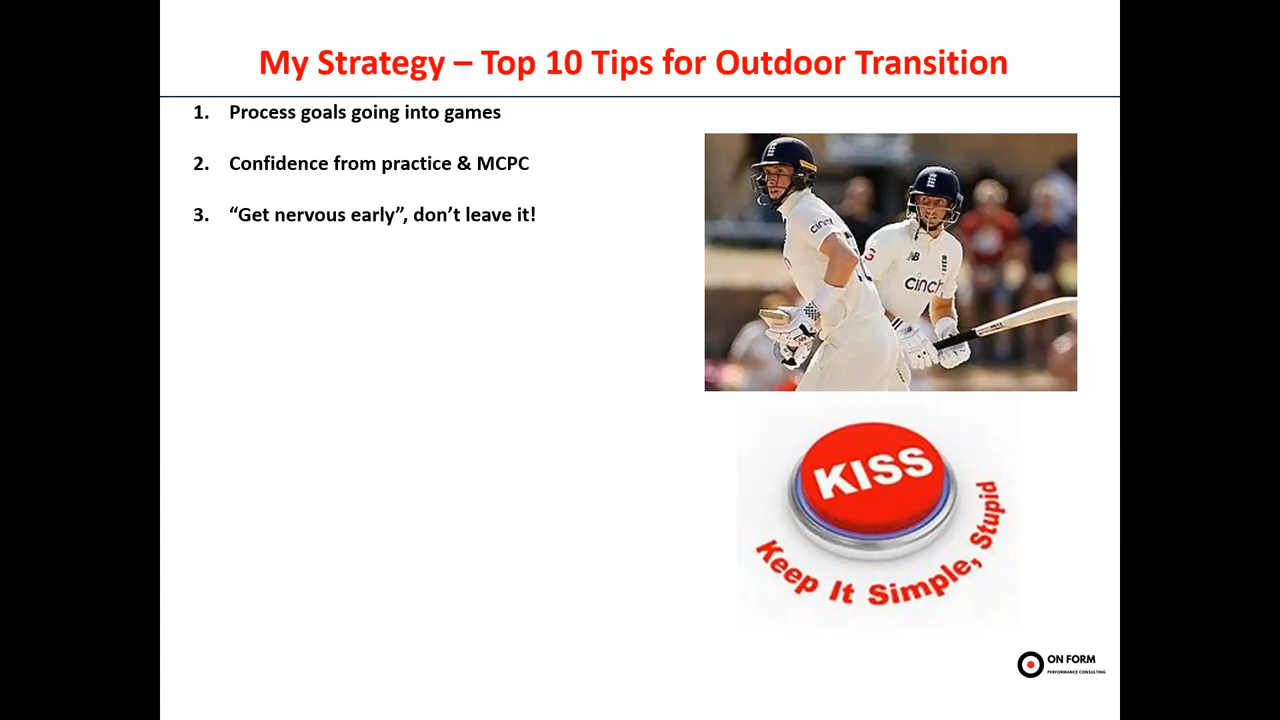 My Strategy – Top 10 Tips for Outdoor Transition
1. Process goals going into games
2. Confidence from practice & MCPC
3. “Get nervous early”, don’t leave it!
cinch
NB
cinch
KISS
Keep It Simple, Stupid
ON FORM
PERFORMANCE CONSULTING